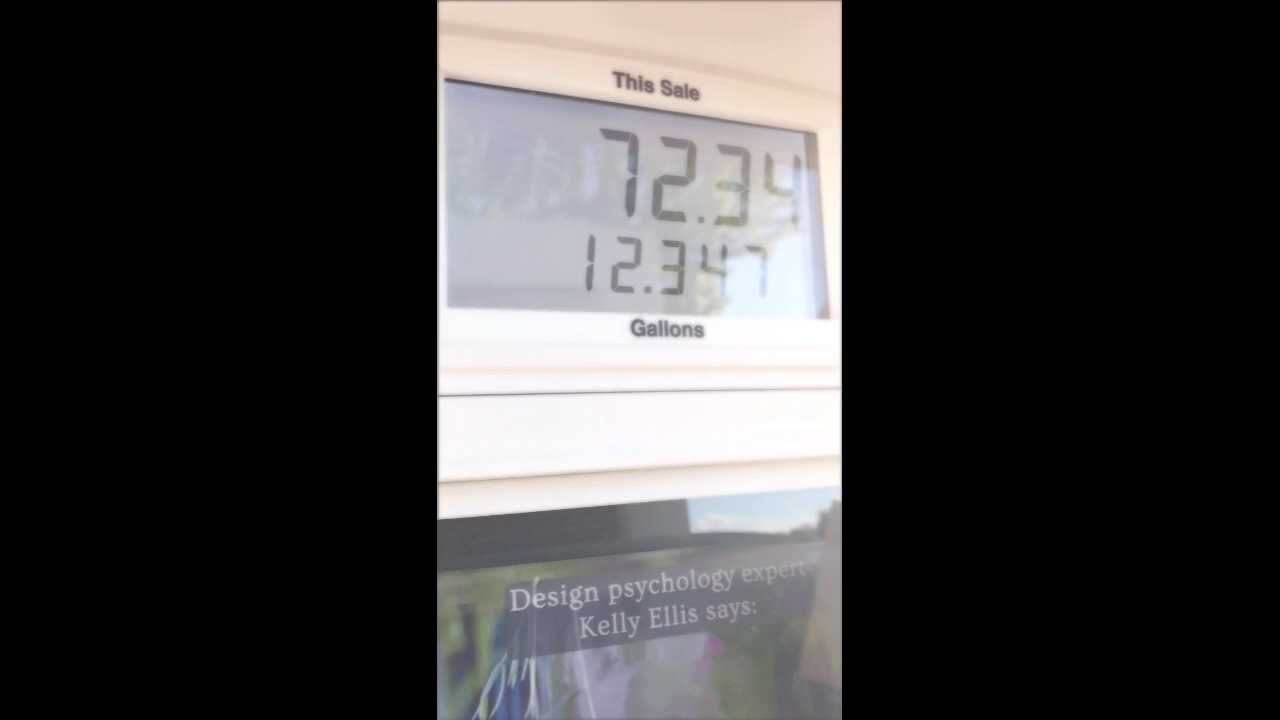 This Sale
72.34
12.347
Gallons
Design psychology expert
Kelly Ellis says: